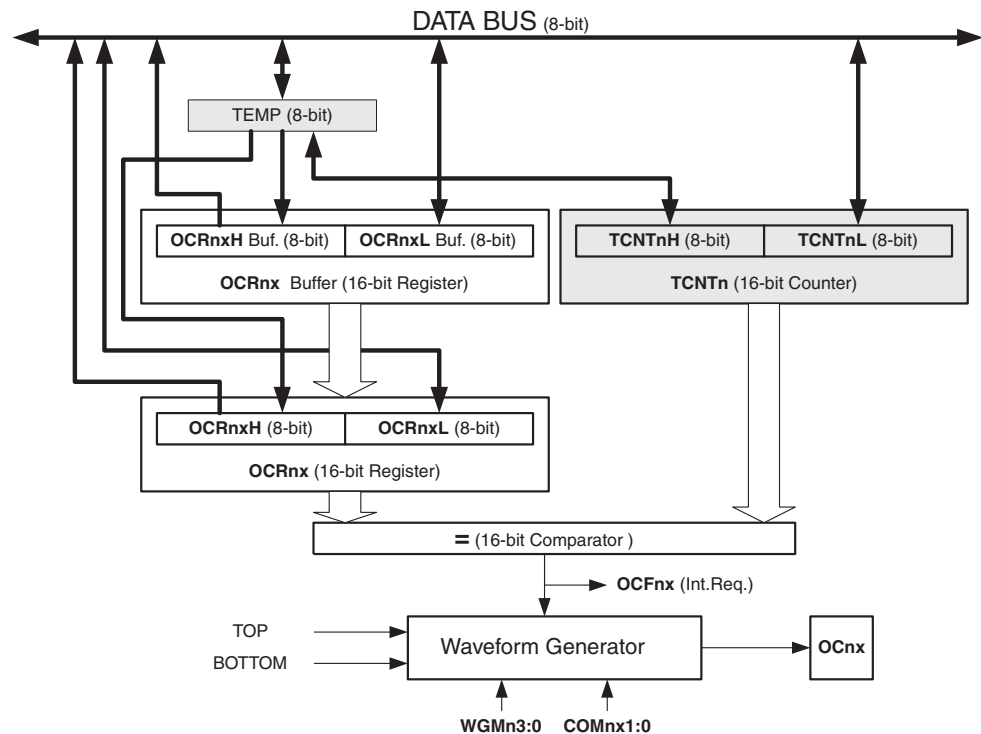 DATA BUS (8-bit)
TEMP (8-bit)
OCRnxH Buf. (8-bit) OCRnxL Buf. (8-bit)
OCRnx Buffer (16-bit Register)
TCNTnH (8-bit) TCNTnL (8-bit)
TCNTn (16-bit Counter)
OCRnxH (8-bit) OCRnxL (8-bit)
OCRnx (16-bit Register)
= (16-bit Comparator )
OCFnx (Int.Req.)
TOP
BOTTOM
Waveform Generator
OCnx
WGMn3:0 COMnx1:0